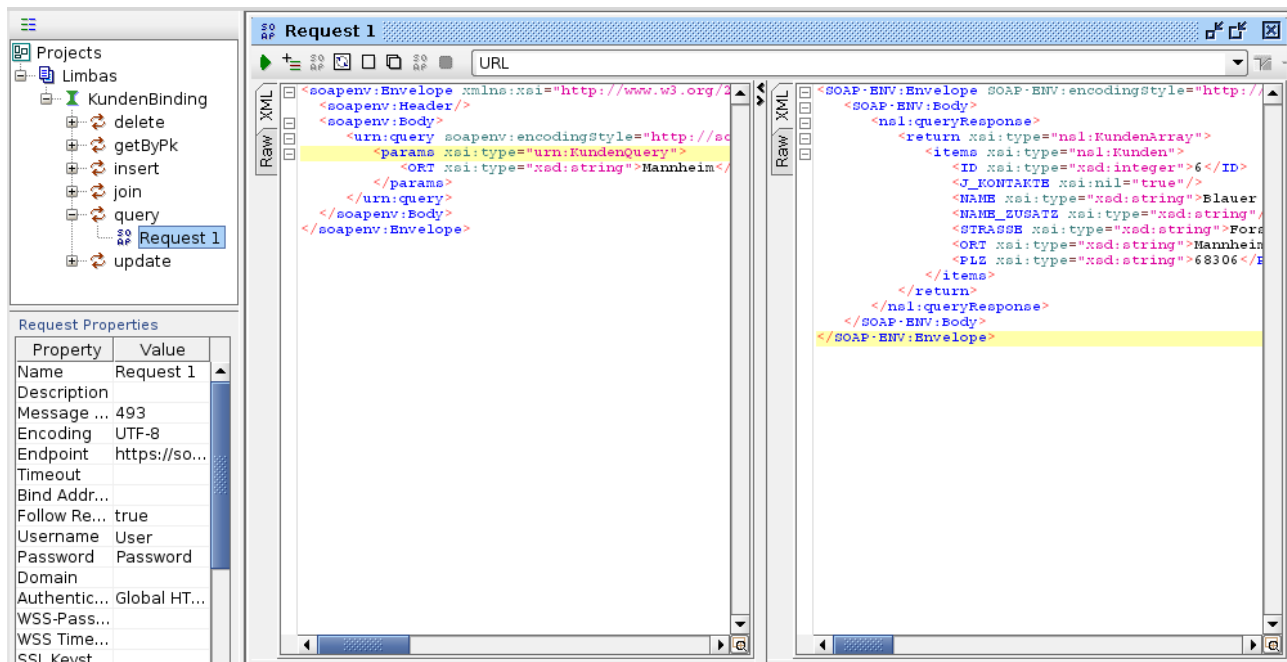 Projects
Limbas
KundenBinding
delete
getByPk
insert
join
query
SO AP Request 1
update
Request Properties
Property Value
Name Request 1
Description
Message ... 493
Encoding UTF-8
Endpoint https://so...
Timeout
Bind Addr...
Follow Re... true
Username User
Password Password
Domain
Authentic... Global HT...
WSS-Pass...
WSS Time...
SSL Keyst
SO AP Request 1
URL
XML
Raw
<soapenv:Envelope xmlns:xsi="http://www.w3.org/2
<soapenv:Header/>
<soapenv:Body>
<urn:query soapenv:encodingStyle="http://so
<params xsi:type="urn:KundenQuery">
<ORT xsi:type="xsd:string">Mannheim</
</params>
</urn:query>
</soapenv:Body>
</soapenv:Envelope>
XML
Raw
<SOAP-ENV:Envelope SOAP-ENV:encodingStyle="http://
<SOAP-ENV:Body>
<ns1:queryResponse>
<return xsi:type="ns1:KundenArray">
<items xsi:type="ns1:Kunden">
<ID xsi:type="xsd:integer">6</ID>
<J_KONTAKTE xsi:nil="true"/>
<NAME xsi:type="xsd:string">Blauer
<NAME_ZUSATZ xsi:type="xsd:string"/
<STRASSE xsi:type="xsd:string">Fors
<ORT xsi:type="xsd:string">Mannheim
<PLZ xsi:type="xsd:string">68306</P
</items>
</return>
</ns1:queryResponse>
</SOAP-ENV:Body>
</SOAP-ENV:Envelope>